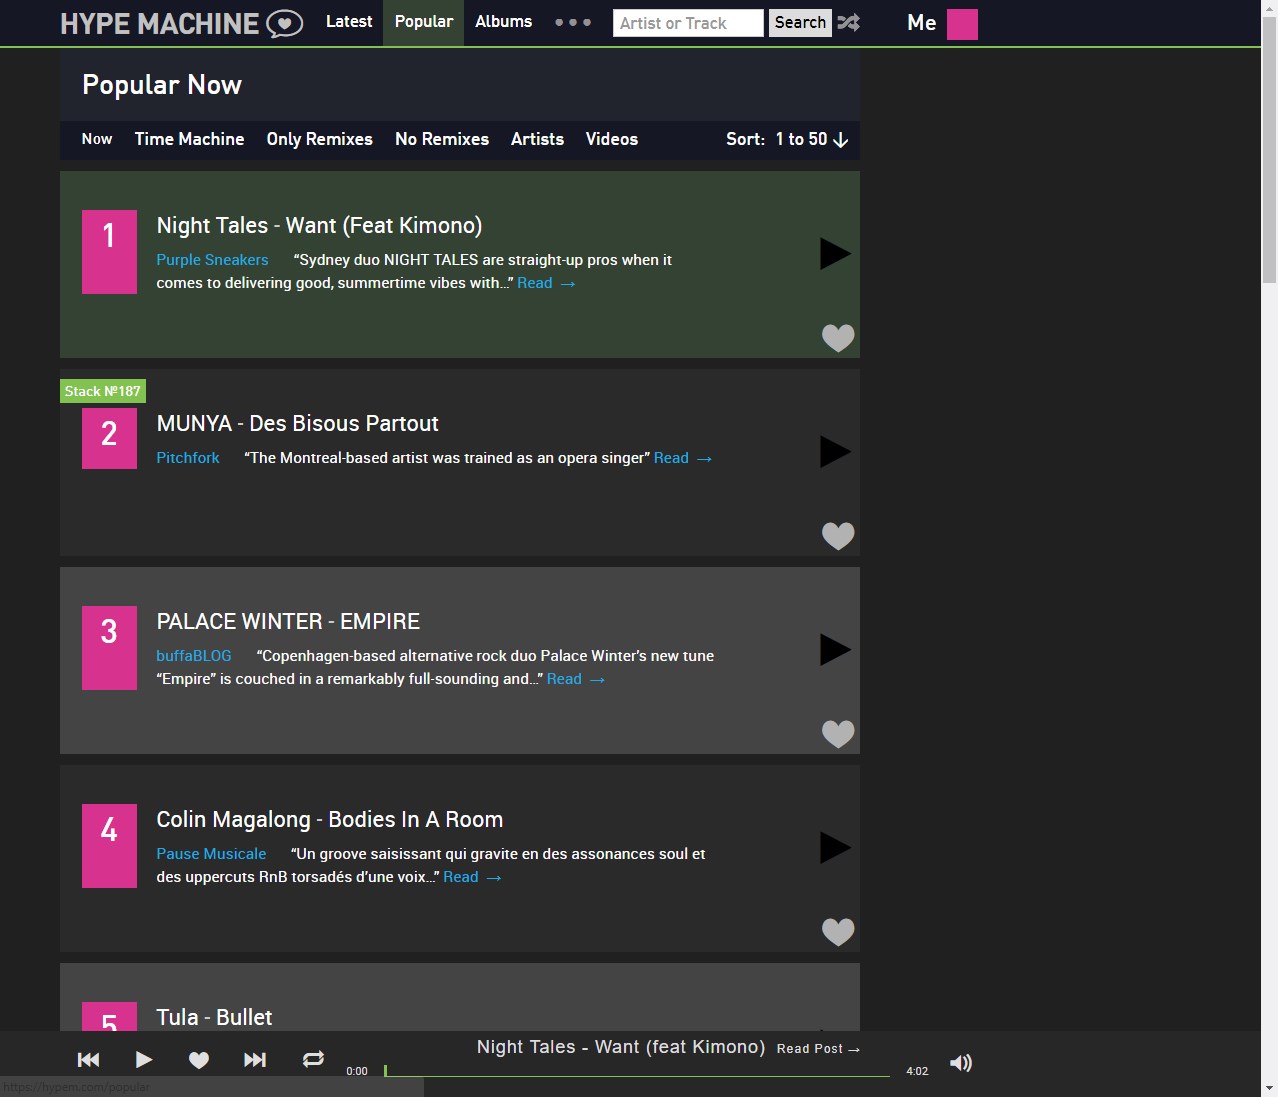 HYPE MACHINE Latest Popular Albums Artist or Track Search Me
Popular Now
Now Time Machine Only Remixes No Remixes Artists Videos Sort: 1 to 50 ↓
1
Night Tales - Want (Feat Kimono)
Purple Sneakers “Sydney duo NIGHT TALES are straight-up pros when it
comes to delivering good, summertime vibes with...” Read →
Stack №187
2
MUNYA - Des Bisous Partout
Pitchfork “The Montreal-based artist was trained as an opera singer” Read →
3
PALACE WINTER - EMPIRE
buffaBLOG “Copenhagen-based alternative rock duo Palace Winter’s new tune
“Empire” is couched in a remarkably full-sounding and...” Read →
4
Colin Magalong - Bodies In A Room
Pause Musicale “Un groove saisissant qui gravite en des assonances soul et
des uppercuts RnB torsadés d’une voix...” Read →
5
Tula - Bullet
Night Tales - Want (feat Kimono) Read Post →
0:00 4:02
https://hypem.com/popular